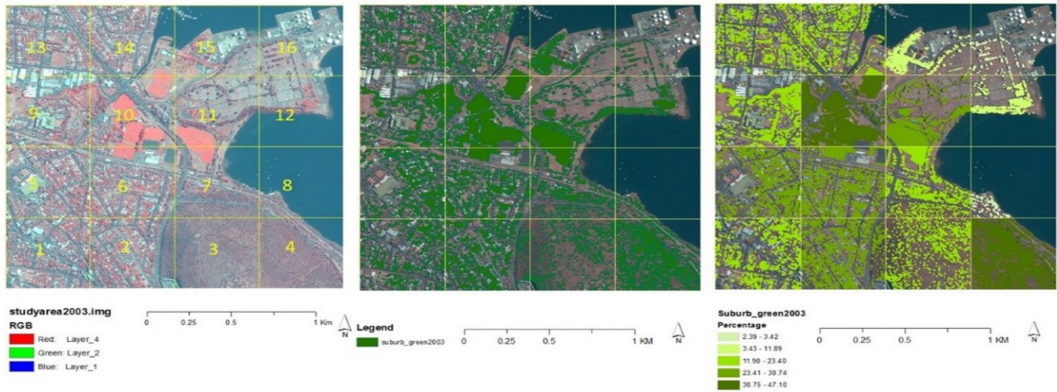 13 14 15 16
9 10 11 12
5 6 7 8
1 2 3 4
studyarea2003.img
RGB
Red: Layer_4
Green: Layer_2
Blue: Layer_1
0 0.25 0.5 1 Km
N
Legend
suburb_green2003
0 0.25 0.5 1 KM
N
Suburb_green2003
Percentage
2.39 - 3.42
3.43 - 11.89
11.90 - 23.40
23.41 - 30.74
30.75 - 47.10
0 0.25 0.5 1 KM
N